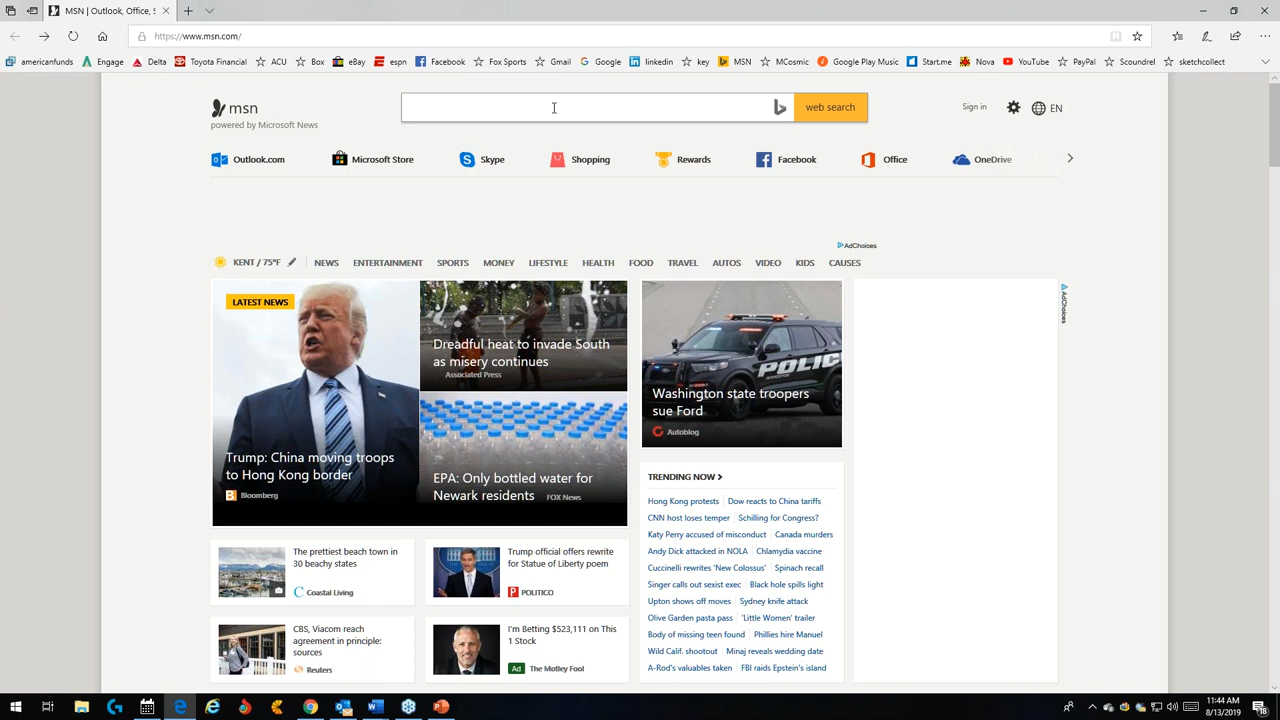 MSN | Outlook, Office, S
https://www.msn.com/
americanfunds Engage Delta Toyota Financial ACU Box eBay espn Facebook Fox Sports Gmail Google linkedin key MSN MCosmic Google Play Music Start.me Nova YouTube PayPal Scoundrel sketchcollect
msn
powered by Microsoft News
web search
Sign in
EN
Outlook.com Microsoft Store Skype Shopping Rewards Facebook Office OneDrive
AdChoices
KENT / 75°F NEWS ENTERTAINMENT SPORTS MONEY LIFESTYLE HEALTH FOOD TRAVEL AUTOS VIDEO KIDS CAUSES
LATEST NEWS
Trump: China moving troops
to Hong Kong border
Bloomberg
Dreadful heat to invade South
as misery continues
Associated Press
EPA: Only bottled water for
Newark residents FOX News
POLICE
Washington state troopers
sue Ford
Autoblog
AdChoices
TRENDING NOW
Hong Kong protests Dow reacts to China tariffs
CNN host loses temper Schilling for Congress?
Katy Perry accused of misconduct Canada murders
Andy Dick attacked in NOLA Chlamydia vaccine
Cuccinelli rewrites 'New Colossus' Spinach recall
Singer calls out sexist exec Black hole spills light
Upton shows off moves Sydney knife attack
Olive Garden pasta pass 'Little Women' trailer
Body of missing teen found Phillies hire Manuel
Wild Calif. shootout Minaj reveals wedding date
A-Rod's valuables taken FBI raids Epstein's island
The prettiest beach town in
30 beachy states
Coastal Living
Trump official offers rewrite
for Statue of Liberty poem
POLITICO
CBS, Viacom reach
agreement in principle:
sources
Reuters
I'm Betting $523,111 on This
1 Stock
Ad The Motley Fool
11:44 AM
8/13/2019
18